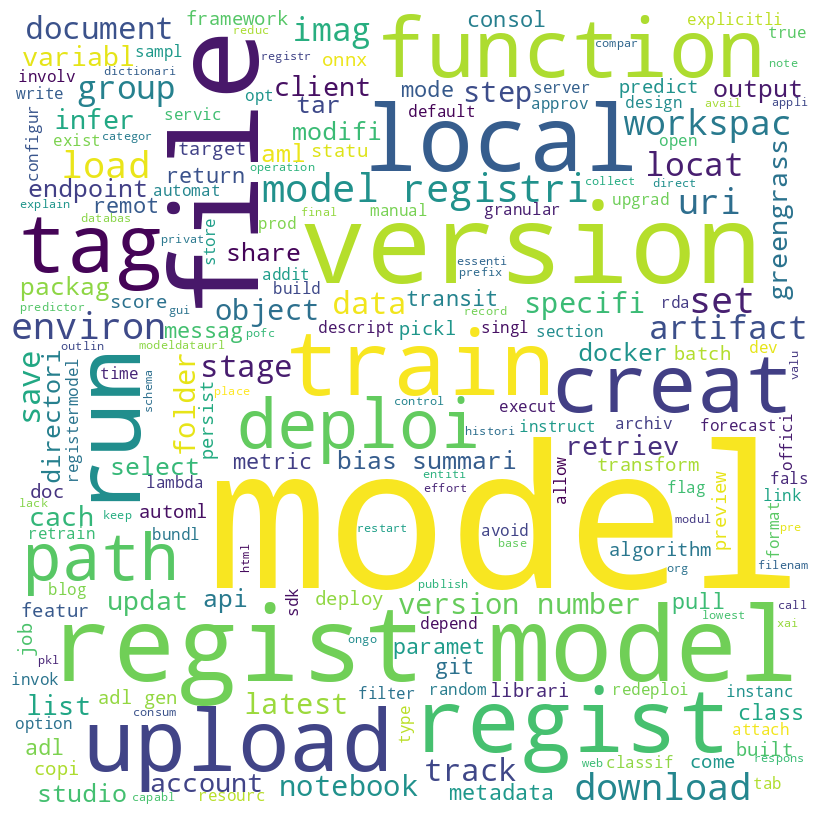 document
framework
reduc
imag
consol
explicitli
true
variabl
sampl
registr
onnx
function
compar
note
involv
dictionari
file
group
client
mode
step
server
predict
output
write
opt
approv
design
avail
appli
infer
servic
tar
default
local
workspac
configur
exist
categor
modifi
open
load
target
aml
statu
locat
return
operation
endpoint
automat
model registri
collect
direct
explain
remot
databas
store
prod
final
manual
granular
upgrad
uri
greengrass
tag
privat
share
essenti
prefix
version
packag
predictor
gui
addit
data
transit
specifi
rda
set
score
object
build
record
environ
messag
descript
pickl
singl
section
artifact
outlin
modeldataurl
stage
train
docker
batch
dev
valu
save
directori
registermodel
time
schema
run
folder
place
persist
deploi
control
execut
creat
histori
instruct
archiv
forecast
offici
select
metric
bias summari
retriev
doc
lambda
entiti
effort
allow
transform
fals
flag
preview
link
format
lack
keep
cach
automl
model
restart
avoid
modul
pre
retrain
bundl
html
base
algorithm
org
filenam
path
blog
publish
featur
updat
api
sdk
deploy
version number
pull
lowest
call
job
regist model
depend
xai
pkl
ongo
paramet
invok
git
regist
adl gen
filter
random
librari
redeploi
instanc
list
latest
option
consum
upload
type
class
attach
adl
built
copi
account
track
web
classif
come
respons
studio
capabl
resourc
notebook
metadata
download
tab